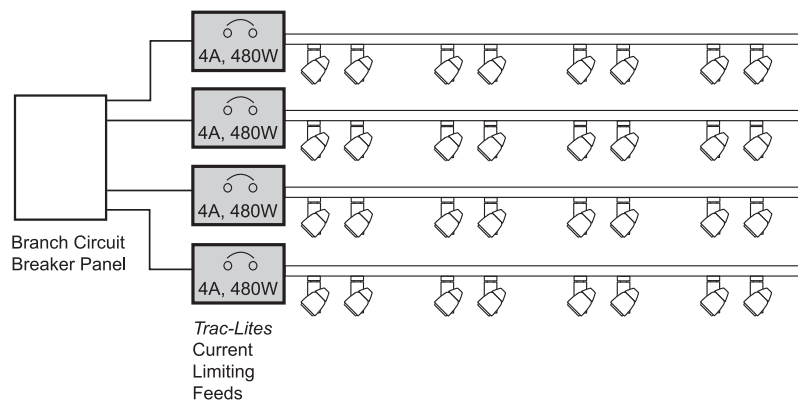 4A, 480W
4A, 480W
4A, 480W
4A, 480W
Branch Circuit
Breaker Panel
Trac-Lites
Current
Limiting
Feeds